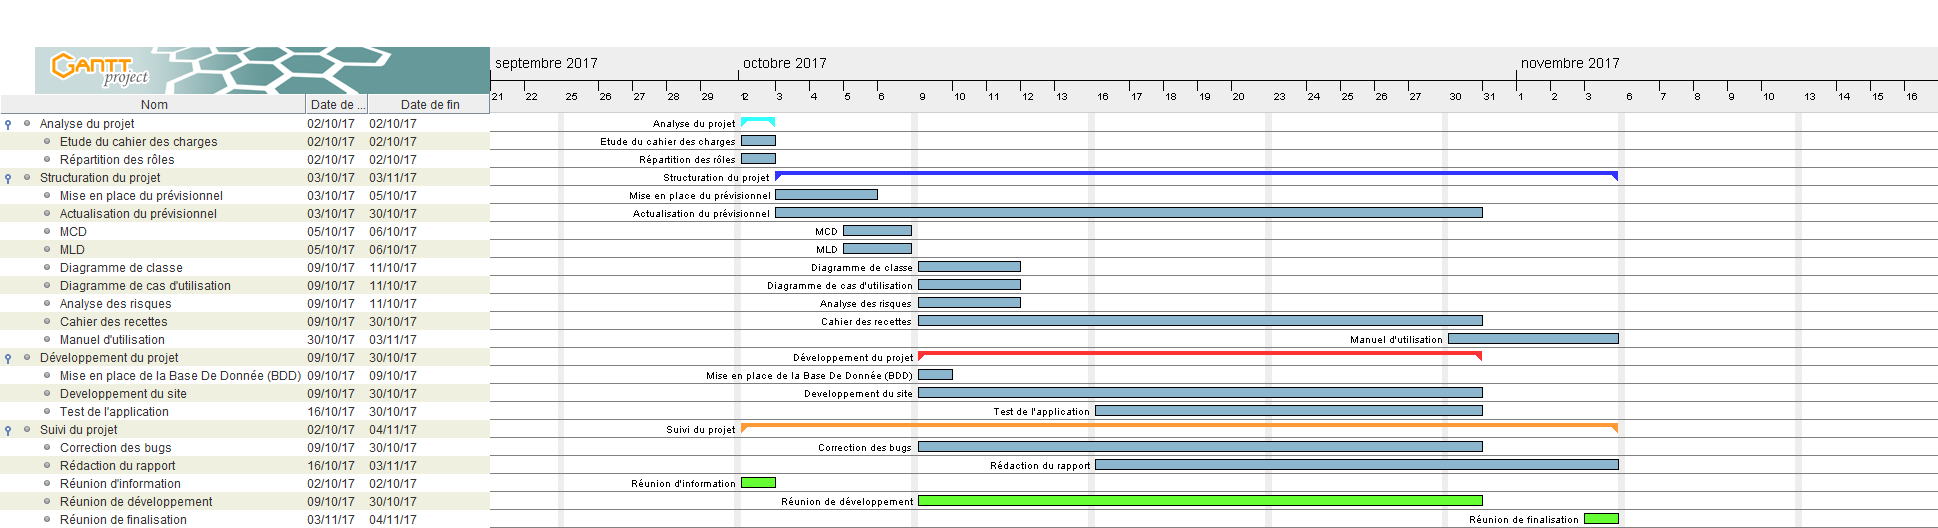 GANTT project
septembre 2017 octobre 2017 novembre 2017
Nom Date de ... Date de fin 21 22 25 26 27 28 29 1 2 3 4 5 6 9 10 11 12 13 16 17 18 19 20 23 24 25 26 27 30 31 1 2 3 6 7 8 9 10 13 14 15 16
Analyse du projet 02/10/17 02/10/17 Analyse du projet
Etude du cahier des charges 02/10/17 02/10/17 Etude du cahier des charges
Répartition des rôles 02/10/17 02/10/17 Répartition des rôles
Structuration du projet 03/10/17 03/11/17 Structuration du projet
Mise en place du prévisionnel 03/10/17 05/10/17 Mise en place du prévisionnel
Actualisation du prévisionnel 03/10/17 30/10/17 Actualisation du prévisionnel
MCD 05/10/17 06/10/17 MCD
MLD 05/10/17 06/10/17 MLD
Diagramme de classe 09/10/17 11/10/17 Diagramme de classe
Diagramme de cas d'utilisation 09/10/17 11/10/17 Diagramme de cas d'utilisation
Analyse des risques 09/10/17 11/10/17 Analyse des risques
Cahier des recettes 09/10/17 30/10/17 Cahier des recettes
Manuel d'utilisation 30/10/17 03/11/17 Manuel d'utilisation
Développement du projet 09/10/17 30/10/17 Développement du projet
Mise en place de la Base De Donnée (BDD) 09/10/17 09/10/17 Mise en place de la Base De Donnée (BDD)
Developpement du site 09/10/17 30/10/17 Developpement du site
Test de l'application 16/10/17 30/10/17 Test de l'application
Suivi du projet 02/10/17 04/11/17 Suivi du projet
Correction des bugs 09/10/17 30/10/17 Correction des bugs
Rédaction du rapport 16/10/17 03/11/17 Rédaction du rapport
Réunion d'information 02/10/17 02/10/17 Réunion d'information
Réunion de développement 09/10/17 30/10/17 Réunion de développement
Réunion de finalisation 03/11/17 04/11/17 Réunion de finalisation